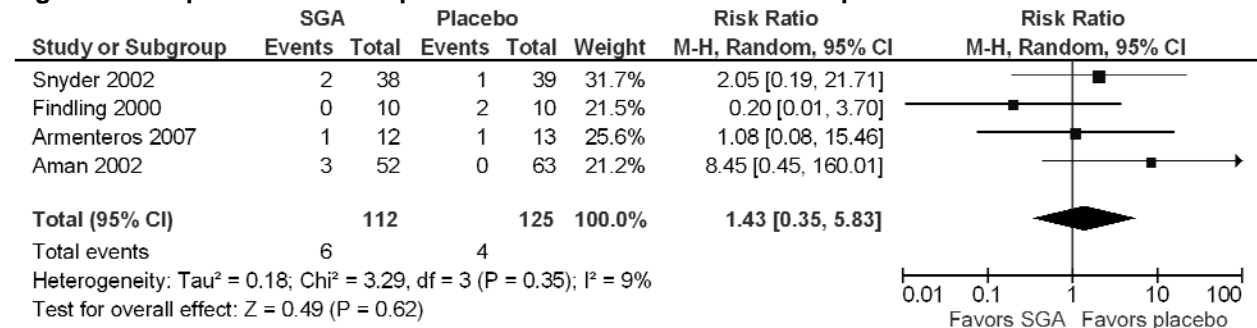 SGA Placebo Risk Ratio Risk Ratio
Study or Subgroup Events Total Events Total Weight M-H, Random, 95% CI M-H, Random, 95% CI
Snyder 2002 2 38 1 39 31.7% 2.05 [0.19, 21.71]
Findling 2000 0 10 2 10 21.5% 0.20 [0.01, 3.70]
Armenteros 2007 1 12 1 13 25.6% 1.08 [0.08, 15.46]
Aman 2002 3 52 0 63 21.2% 8.45 [0.45, 160.01]
Total (95% CI) 112 125 100.0% 1.43 [0.35, 5.83]
Total events 6 4
Heterogeneity: Tau² = 0.18; Chi² = 3.29, df = 3 (P = 0.35); I² = 9%
Test for overall effect: Z = 0.49 (P = 0.62)
0.01 0.1 1 10 100
Favors SGA Favors placebo